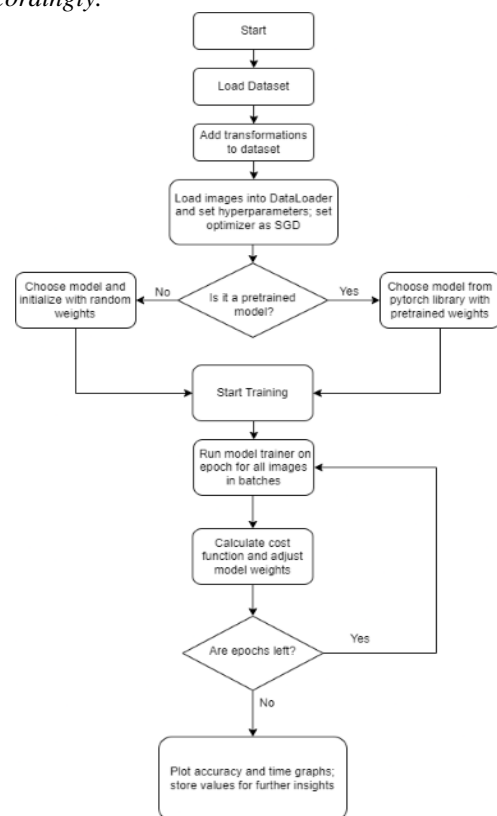 cordingly.
Start
Load Dataset
Add transformations
to dataset
Load images into DataLoader
and set hyperparameters; set
optimizer as SGD
Choose model and
initialize with random
weights
No
Is it a pretrained
model?
Yes
Choose model from
pytorch library with
pretrained weights
Start Training
Run model trainer on
epoch for all images
in batches
Calculate cost
function and adjust
model weights
Are epochs left?
Yes
No
Plot accuracy and time graphs;
store values for further insights